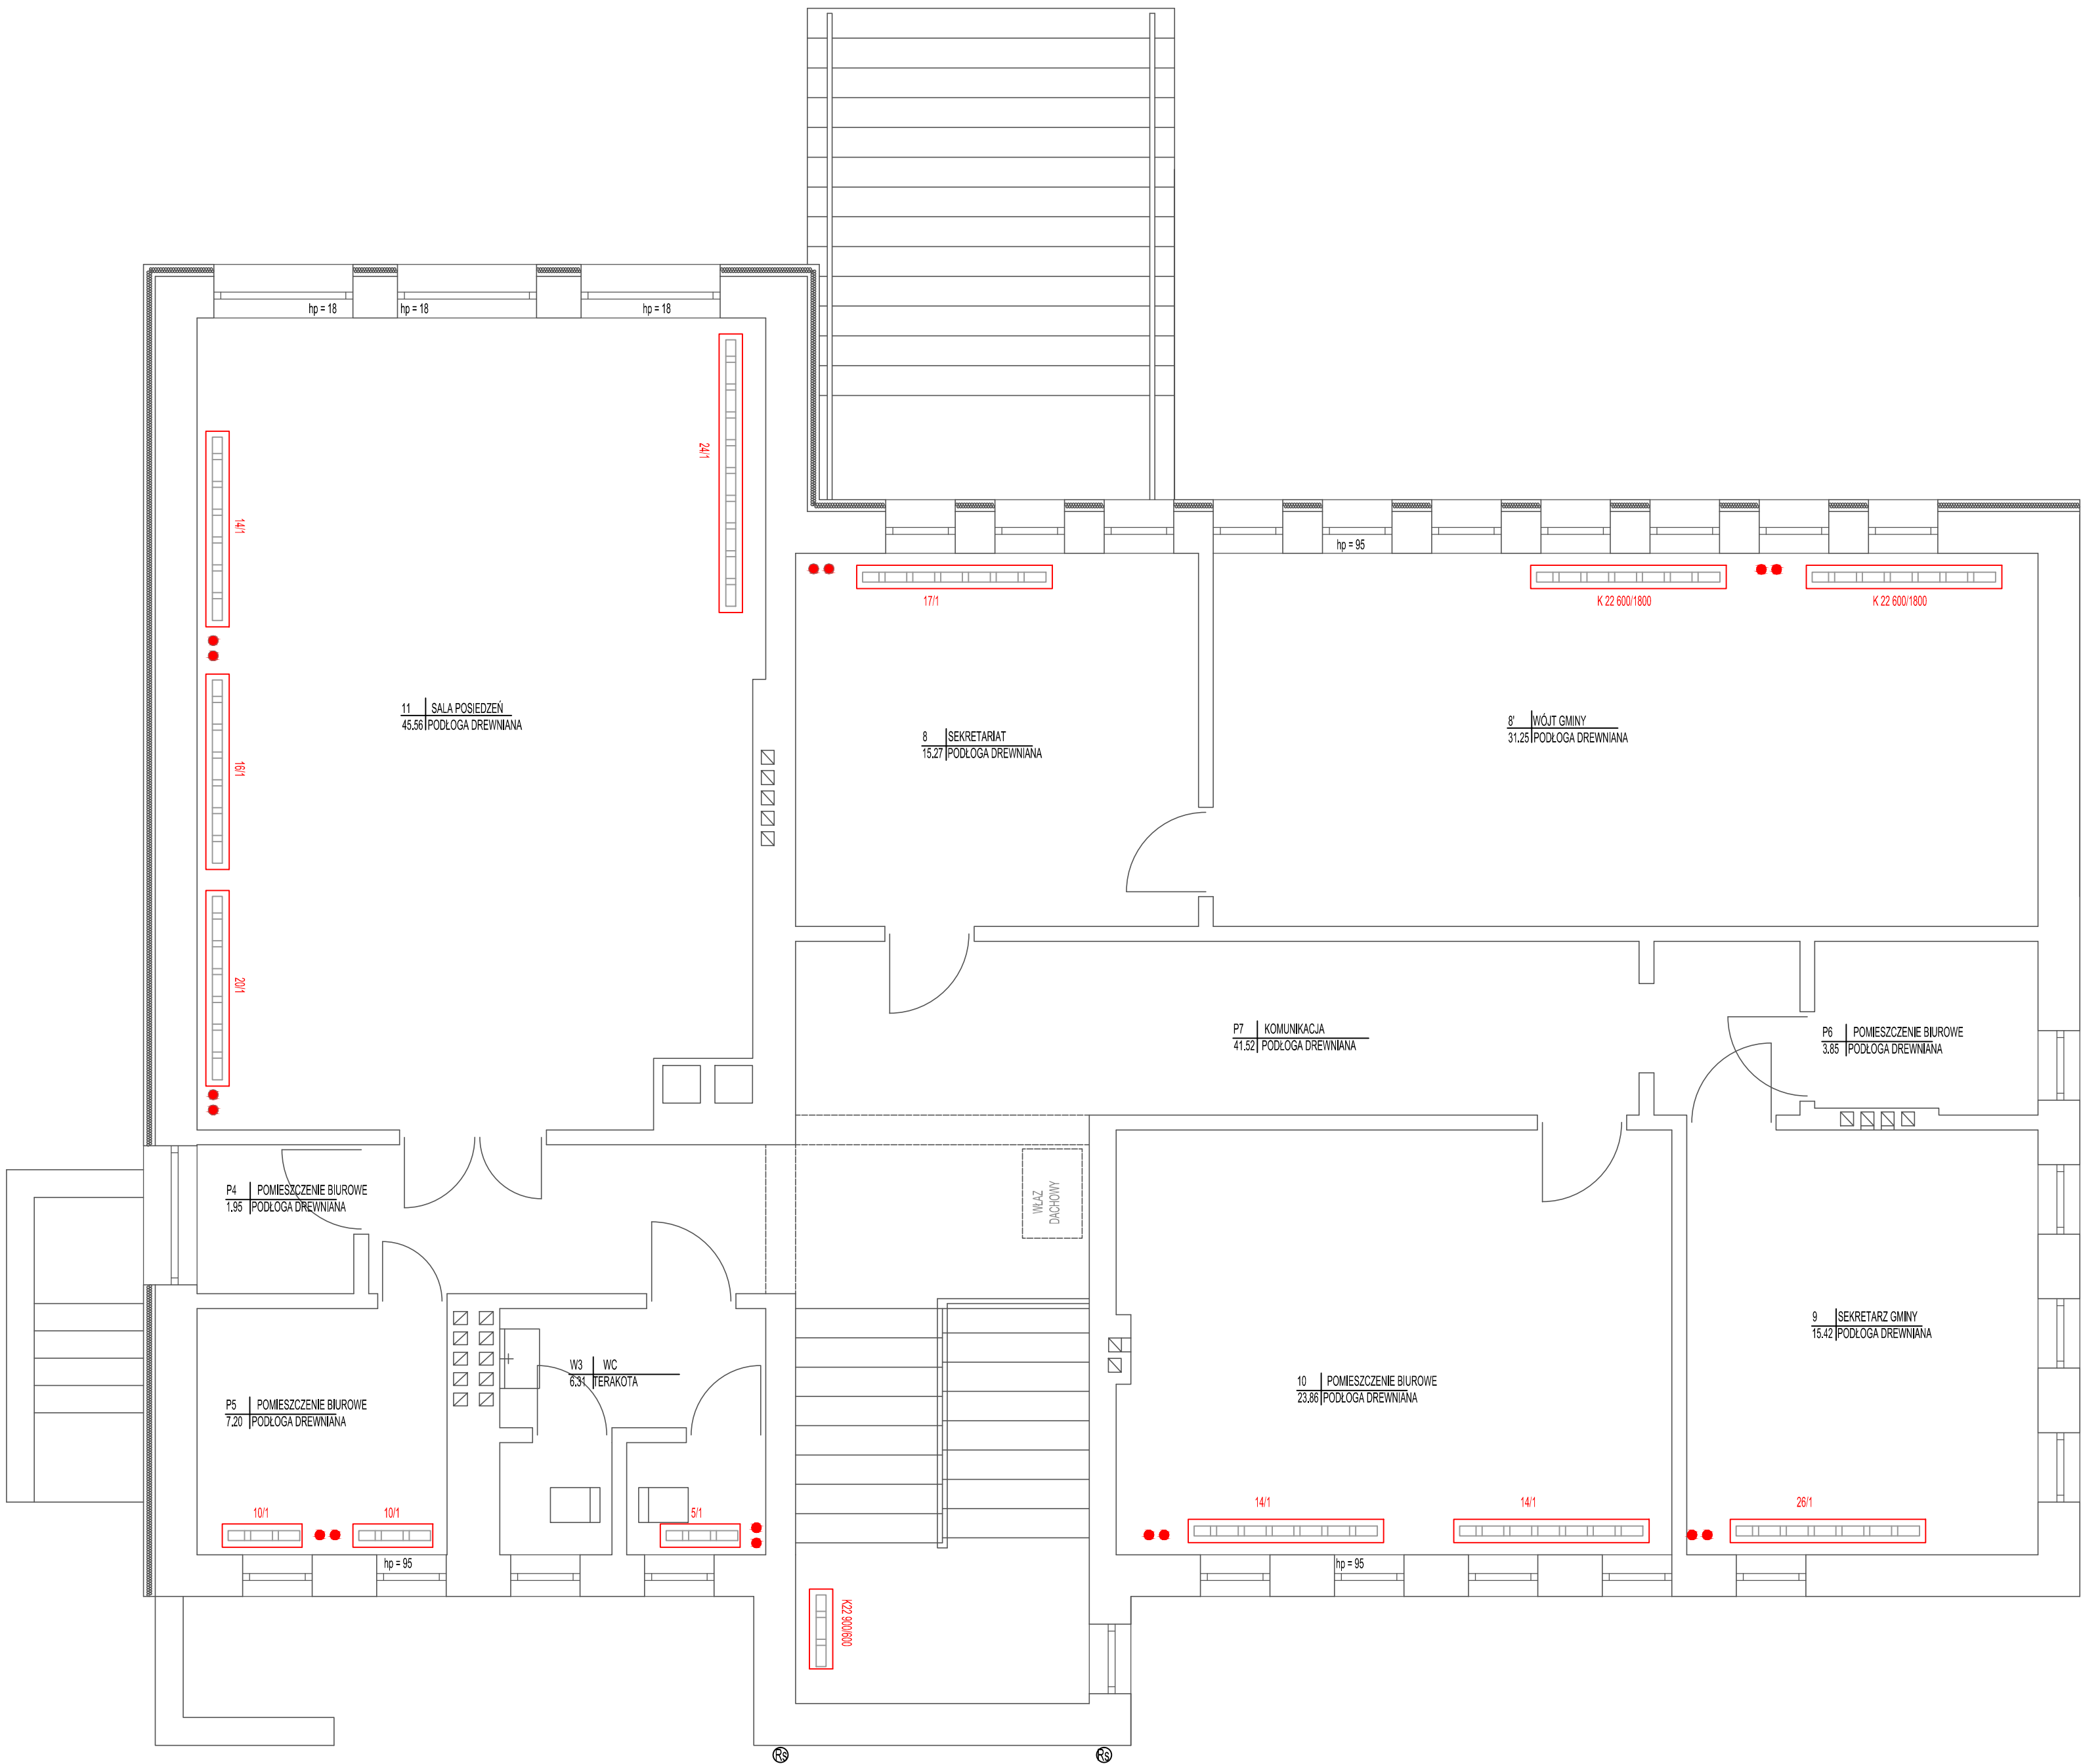 hp = 18
hp = 18
hp = 18
24/1
14/1
hp = 95
17/1
K 22 600/1800
K 22 600/1800
11 SALA POSIEDZEŃ
45.56 PODŁOGA DREWNIANA
8 SEKRETARIAT
15.27 PODŁOGA DREWNIANA
8' WÓJT GMINY
31.25 PODŁOGA DREWNIANA
16/1
20/1
P7 KOMUNIKACJA
41.52 PODŁOGA DREWNIANA
P6 POMIESZCZENIE BIUROWE
3.85 PODŁOGA DREWNIANA
P4 POMIESZCZENIE BIUROWE
1.95 PODŁOGA DREWNIANA
WŁAZ
DACHOWY
9 SEKRETARZ GMINY
15.42 PODŁOGA DREWNIANA
W3 WC
6.31 TERAKOTA
10 POMIESZCZENIE BIUROWE
23.86 PODŁOGA DREWNIANA
P5 POMIESZCZENIE BIUROWE
7.20 PODŁOGA DREWNIANA
10/1
10/1
5/1
14/1
14/1
26/1
hp = 95
hp = 95
K22 900/600
Rs
Rs